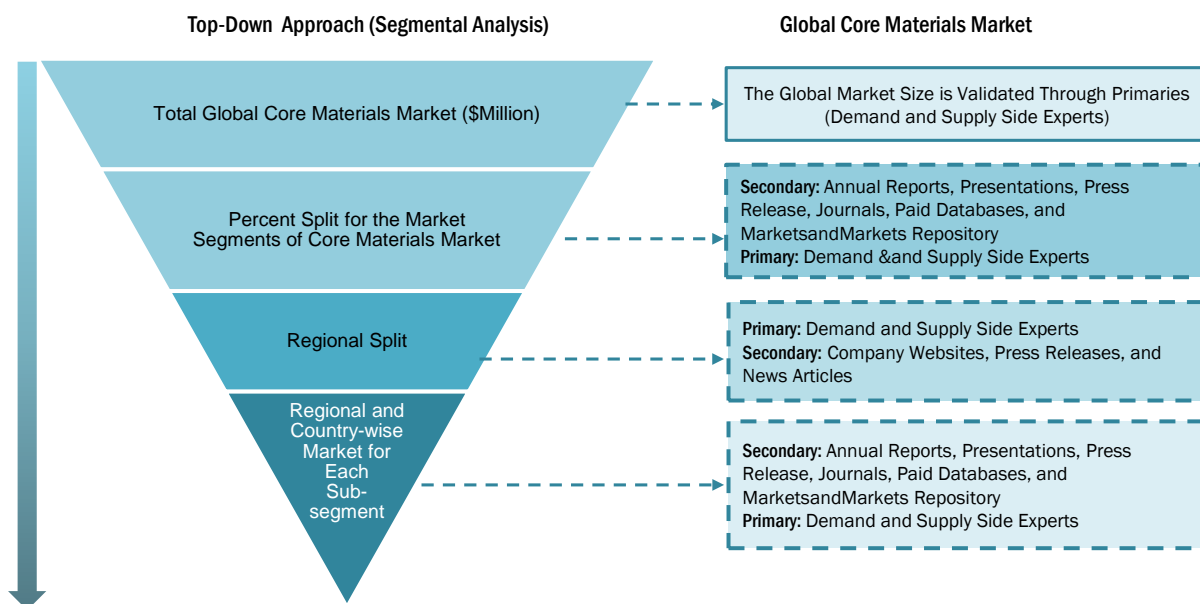 Top-Down Approach (Segmental Analysis)
Global Core Materials Market
Total Global Core Materials Market ($Million)
The Global Market Size is Validated Through Primaries
(Demand and Supply Side Experts)
Percent Split for the Market
Segments of Core Materials Market
Secondary: Annual Reports, Presentations, Press
Release, Journals, Paid Databases, and
MarketsandMarkets Repository
Primary: Demand &and Supply Side Experts
Regional Split
Primary: Demand and Supply Side Experts
Secondary: Company Websites, Press Releases, and
News Articles
Regional and
Country-wise
Market for
Each
Sub-
segment
Secondary: Annual Reports, Presentations, Press
Release, Journals, Paid Databases, and
MarketsandMarkets Repository
Primary: Demand and Supply Side Experts